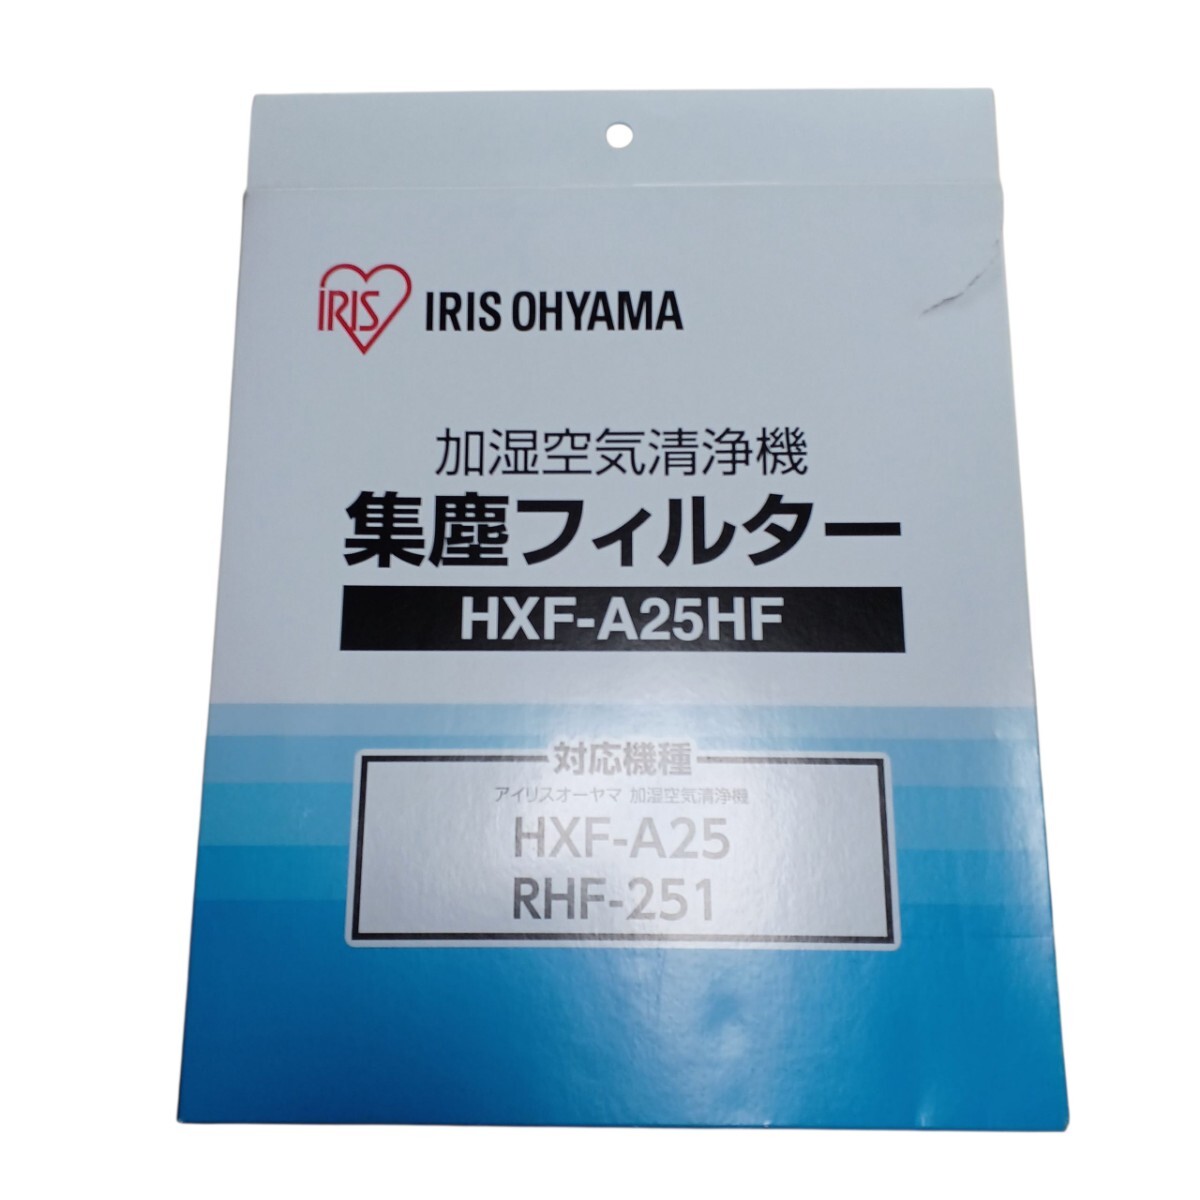 IRIS IRIS OHYAMA
加湿空気清浄機
集塵フィルター
HXF-A25HF
対応機種
アイリスオーヤマ 加湿空気清浄機
HXF-A25
RHF-251